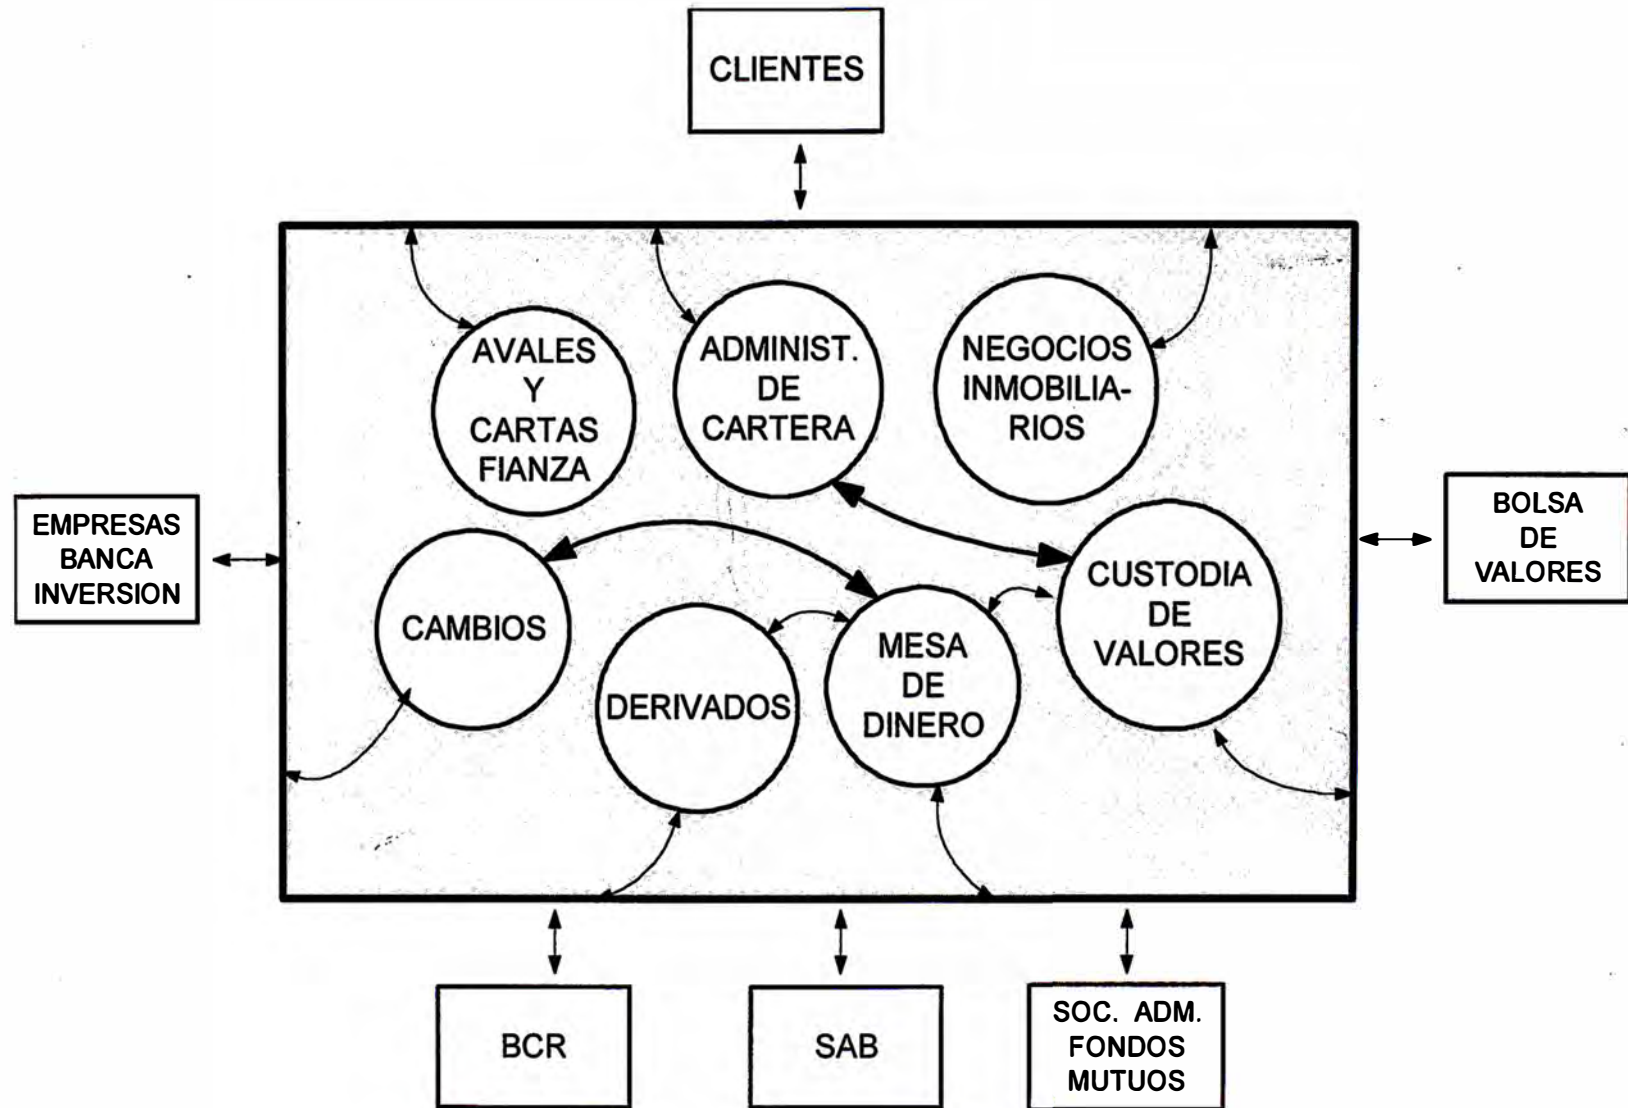 CLIENTES
AVALES
Y
CARTAS
FIANZA
ADMINIST.
DE
CARTERA
NEGOCIOS
INMOBILIA-
RIOS
EMPRESAS
BANCA
INVERSION
BOLSA
DE
VALORES
CAMBIOS
DERIVADOS
MESA
DE
DINERO
CUSTODIA
DE
VALORES
BCR
SAB
SOC. ADM.
FONDOS
MUTUOS